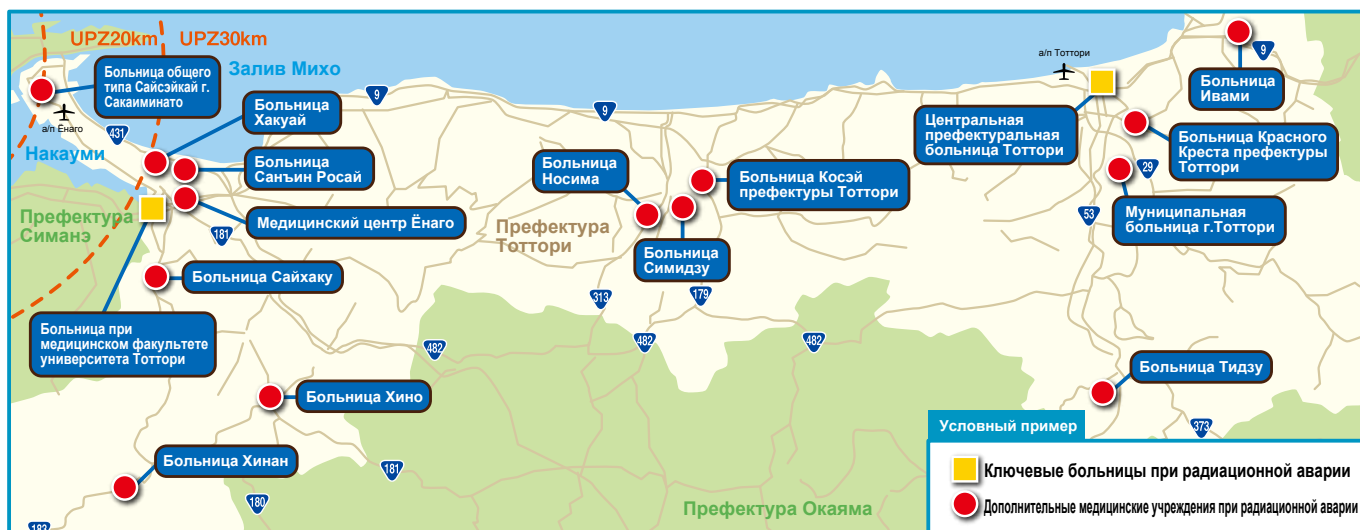 UPZ20km
UPZ30km
Больница общего
типа Сайсэйкай г.
Сакаиминато
Залив Михо
Больница
Хакуай
а/п Ёнаго
431
9
Накауми
Больница
Санъин Росай
Медицинский центр Ёнаго
Префектура
Симанэ
181
Больница Сайхаку
Больница при
медицинском факультете
университета Тоттори
Больница Хино
Больница Хинан
183
180
181
482
Префектура
Тоттори
9
Больница
Носима
Больница Косэй
префектуры Тоттори
Больница
Симидзу
313
179
482
482
Префектура Окаяма
а/п Тоттори
Центральная
префектуральная
больница Тоттори
9
Больница
Ивами
Больница Красного
Креста префектуры
Тоттори
29
53
Муниципальная
больница г.Тоттори
Больница Тидзу
373
Условный пример
Ключевые больницы при радиационной аварии
Дополнительные медицинские учреждения при радиационной аварии